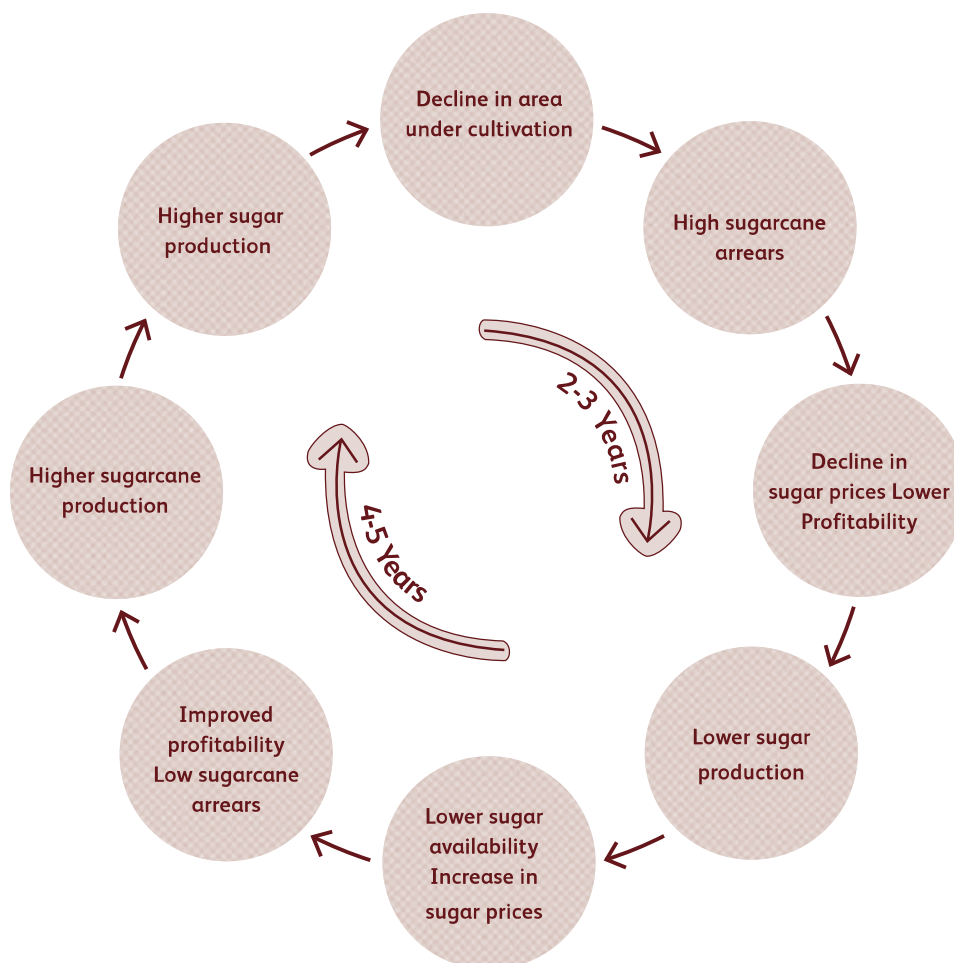 Decline in area
under cultivation
High sugarcane
arrears
Decline in
sugar prices Lower
Profitability
Lower sugar
production
Lower sugar
availability
Increase in
sugar prices
Improved
profitability
Low sugarcane
arrears
Higher sugarcane
production
Higher sugar
production
2-3 Years
4-5 Years